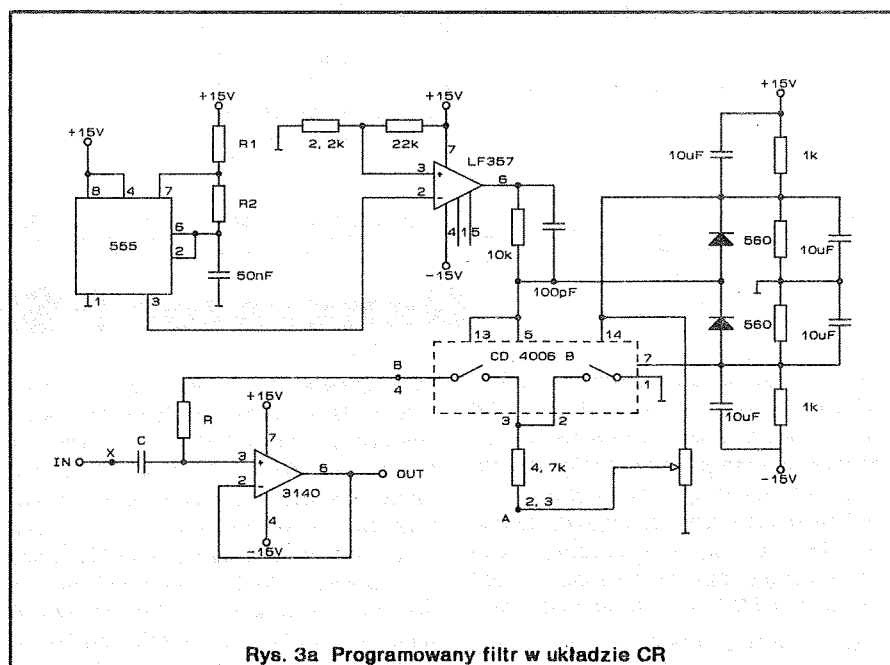 +15V
+15V
+15V
+15V
R1
2, 2k
22k
LF357
10uF
1k
8
4
7
7
3
+
6
2
-
R2
555
6
2
4
1
5
10k
560
10uF
50nF
1
3
-15V
100pF
13
5
14
560
10uF
B
4
CD. 4006 B
7
1
R
+15V
3
2
10uF
1k
IN
X
C
7
3
+
6
OUT
4, 7k
2
-
3140
4
2, 3
-15V
A
-15V
Rys. 3a Programowany filtr w układzie CR